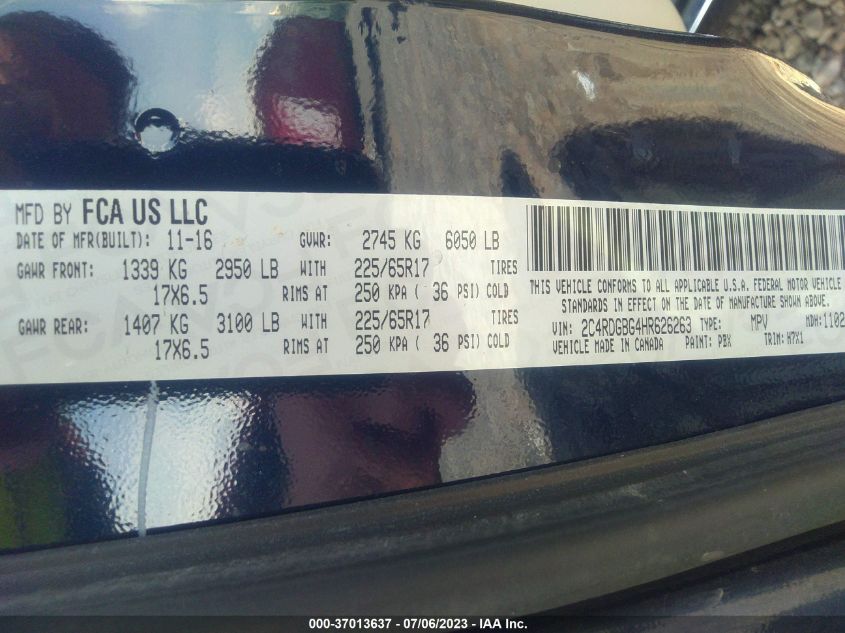 MFD BY FCA US LLC
DATE OF MFR(BUILT): 11-16 GVWR: 2745 KG 6050 LB
GAWR FRONT: 1339 KG 2950 LB WITH 225/65R17 TIRES
17X6.5 RIMS AT 250 KPA ( 36 PSI) COLD
GAWR REAR: 1407 KG 3100 LB WITH 225/65R17 TIRES
17X6.5 RIMS AT 250 KPA ( 36 PSI) COLD
THIS VEHICLE CONFORMS TO ALL APPLICABLE U.S.A. FEDERAL MOTOR VEHICLE
STANDARDS IN EFFECT ON THE DATE OF MANUFACTURE SHOWN ABOVE.
VIN: 2C4RDGBG4HR626263 TYPE: MPV MDH: 1102
VEHICLE MADE IN CANADA PAINT: PBX TRIM: H7X1
000-37013637 - 07/06/2023 - IAA Inc.